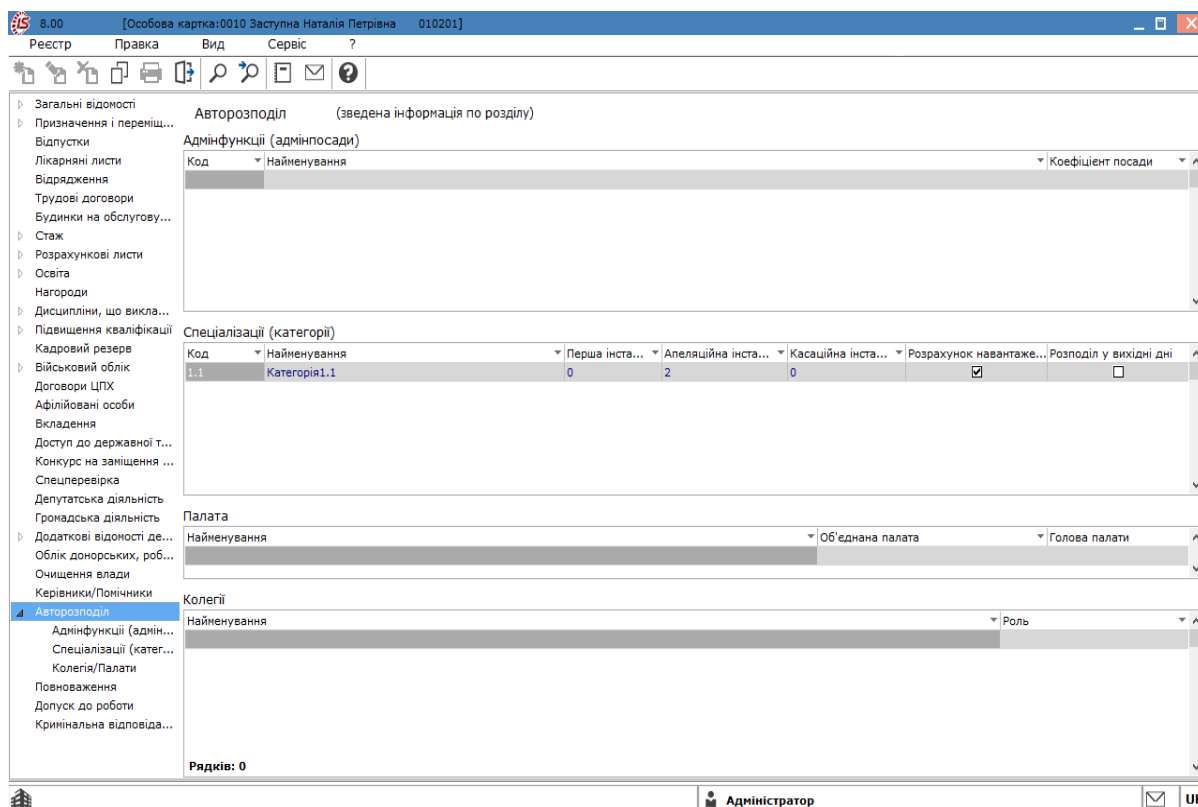 iS 8.00 [Особова картка:0010 Заступна Наталія Петрівна 010201]
Реєстр Правка Вид Сервіс ?
Загальні відомості
Призначення і переміщ...
Відпустки
Лікарняні листи
Відрядження
Трудові договори
Будинки на обслугову...
Стаж
Розрахункові листи
Освіта
Нагороди
Дисципліни, що викла...
Підвищення кваліфікації
Кадровий резерв
Військовий облік
Договори ЦПХ
Афілійовані особи
Вкладення
Доступ до державної т...
Конкурс на заміщення ...
Спецперевірка
Депутатська діяльність
Громадська діяльність
Додаткові відомості де...
Облік донорських, роб...
Очищення влади
Керівники/Помічники
Авторозподіл
Адмінфункціі (адмін...
Спеціалізації (катег...
Колегія/Палати
Повноваження
Допуск до роботи
Кримінальна відповіда...
Авторозподіл (зведена інформація по розділу)
Адмінфункціі (адмінпосади)
Код Найменування Коефіцієнт посади
Спеціалізації (категорії)
Код Найменування Перша інста... Апеляційна інста... Касаційна інста... Розрахунок навантаже... Розподіл у вихідні дні
1.1 Категорія1.1 0 2 0
Палата
Найменування Об'єднана палата Голова палати
Колегії
Найменування Роль
Рядків: 0
Адміністратор